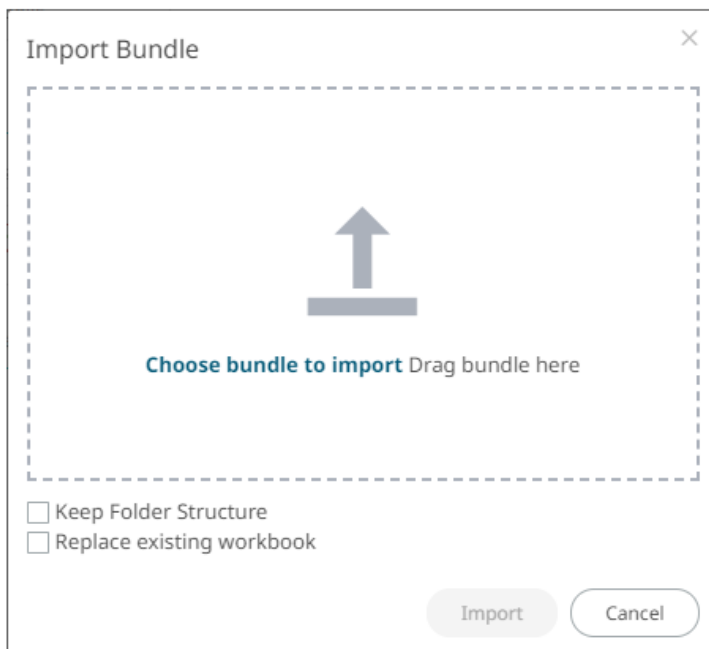 Import Bundle
Choose bundle to import Drag bundle here
Keep Folder Structure
Replace existing workbook
Import
Cancel